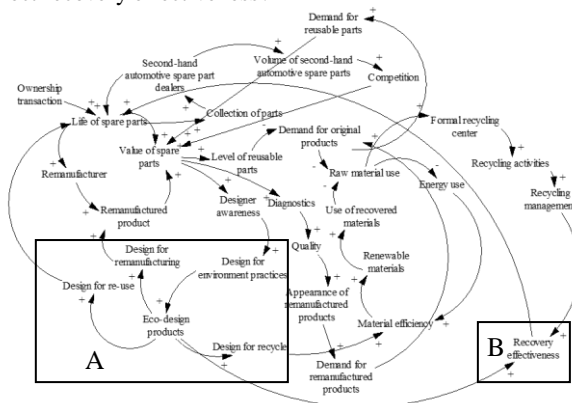 Demand for
reusable parts
Second-hand
automotive spare part
dealers
Volume of second-hand
automotive spare parts
Competition
Ownership
transaction
Life of spare parts
Collection of parts
Demand for original
products
Formal recycling
center
Value of spare
parts
Level of reusable
parts
Raw material use
Recycling activities
Energy use
Remanufacturer
Recycling
management
Designer
awareness
Diagnostics
Use of recovered
materials
Remanufactured
product
Quality
Design for
remanufacturing
Design for
environment practices
Renewable
materials
Design for re-use
Appearance of
remanufactured
products
Eco-design
products
Material efficiency
A
Design for recycle
B
Recovery
effectiveness
Demand for
remanufactured
products